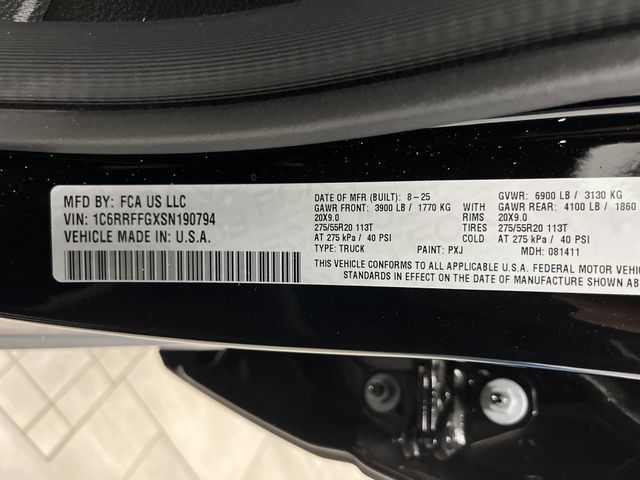 MFD BY: FCA US LLC
VIN: 1C6RRFFGXSN190794
VEHICLE MADE IN: U.S.A.
DATE OF MFR (BUILT): 8-25 GVWR: 6900 LB / 3130 KG
GAWR FRONT: 3900 LB / 1770 KG GAWR REAR: 4100 LB / 1860
20X9.0 RIMS 20X9.0
275/55R20 113T TIRES 275/55R20 113T
AT 275 kPa / 40 PSI COLD AT 275 kPa / 40 PSI
TYPE: TRUCK PAINT: PXJ MDH: 081411
THIS VEHICLE CONFORMS TO ALL APPLICABLE U.S.A. FEDERAL MOTOR VEHIC
STANDARDS IN EFFECT ON THE DATE OF MANUFACTURE SHOWN AB